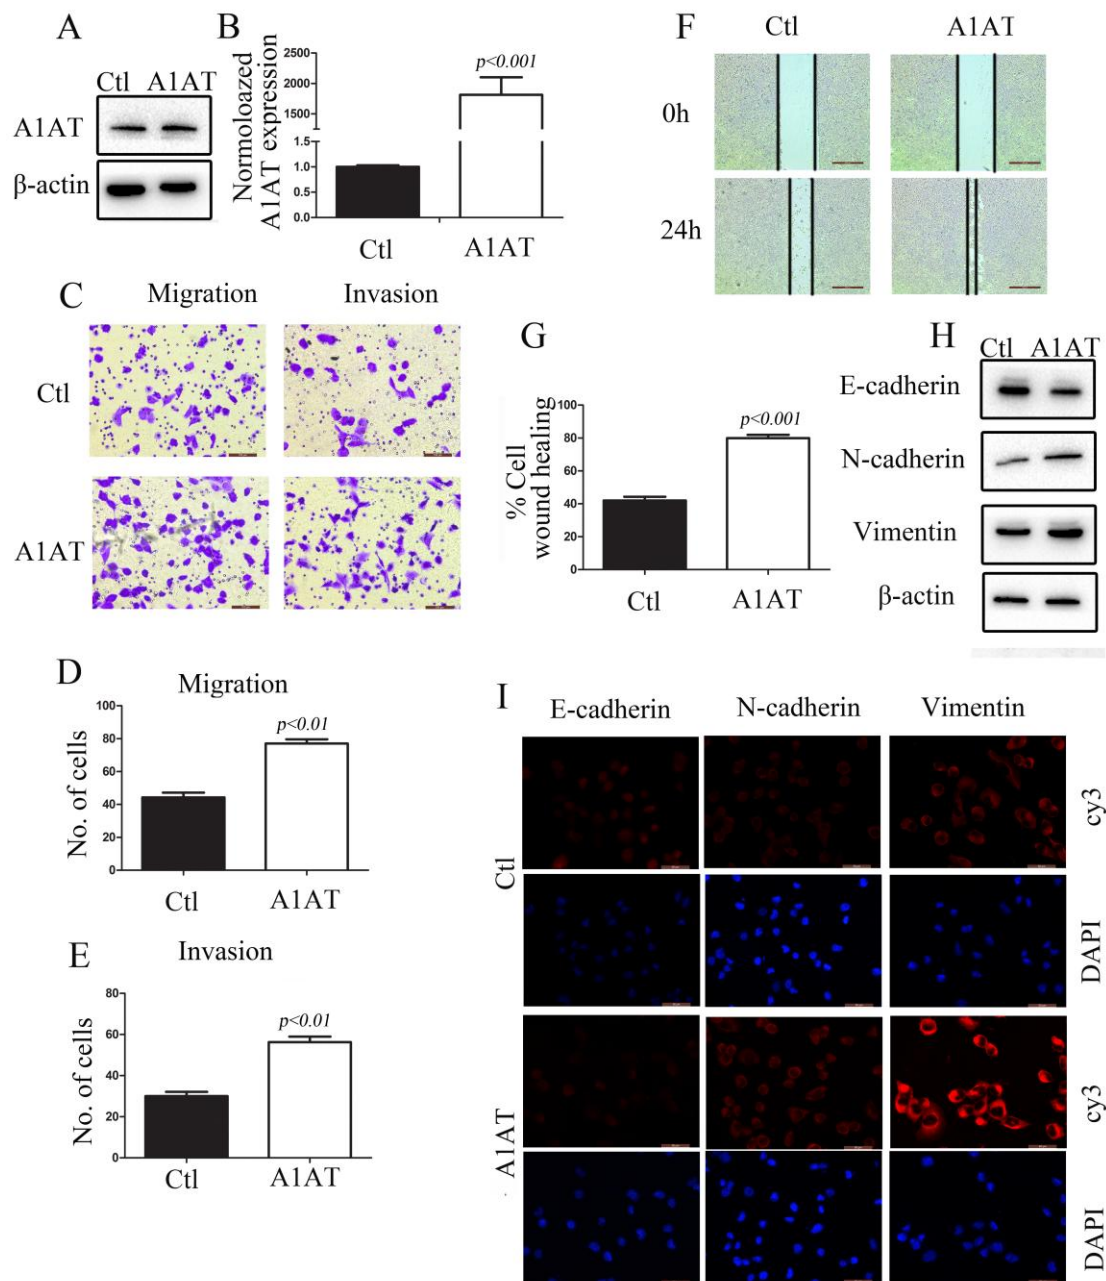 A
Ctl A1AT
A1AT
β-actin
B
Normoloazed
A1AT expression
2500
2000
1500
1000
1.5
1.0
0.5
0.0
p<0.001
Ctl
A1AT
C
Migration
Invasion
Ctl
A1AT
D
Migration
No. of cells
100
80
60
40
20
0
p<0.01
Ctl
A1AT
E
Invasion
No. of cells
80
60
40
20
0
p<0.01
Ctl
A1AT
F
Ctl
A1AT
0h
24h
G
% Cell
wound healing
100
80
60
40
20
0
p<0.001
Ctl
A1AT
H
Ctl A1AT
E-cadherin
N-cadherin
Vimentin
β-actin
I
E-cadherin
N-cadherin
Vimentin
Ctl
cy3
DAPI
A1AT
cy3
DAPI